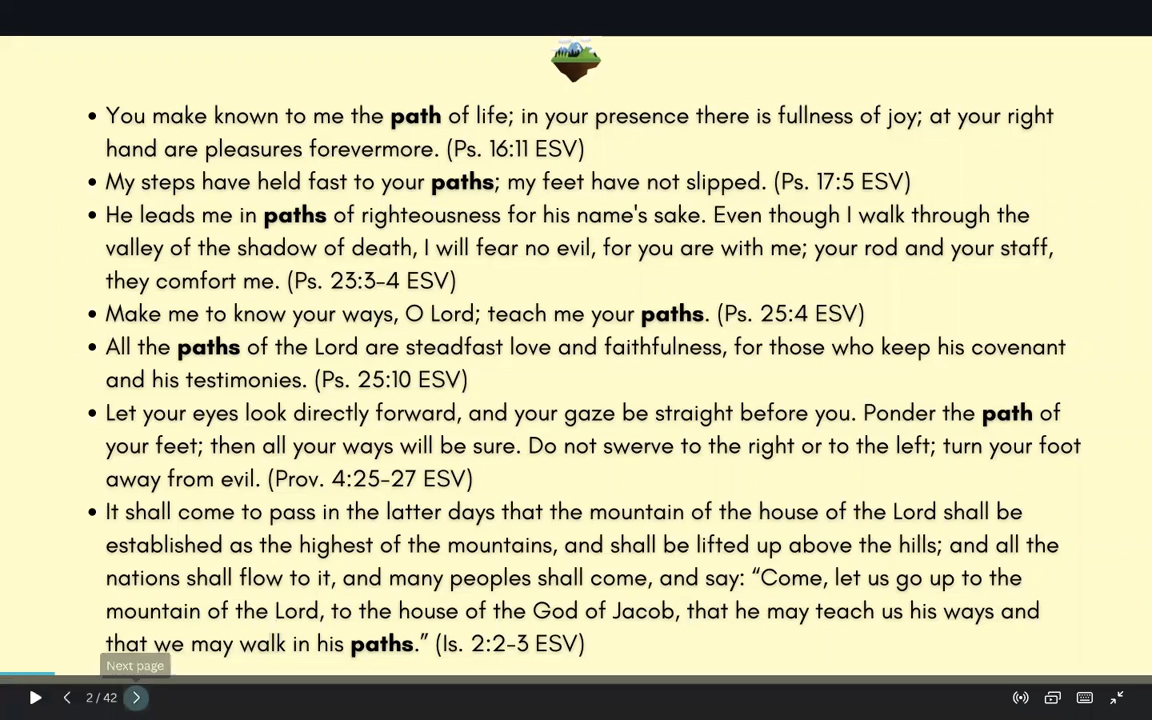 • You make known to me the path of life; in your presence there is fullness of joy; at your right
hand are pleasures forevermore. (Ps. 16:11 ESV)
• My steps have held fast to your paths; my feet have not slipped. (Ps. 17:5 ESV)
• He leads me in paths of righteousness for his name's sake. Even though I walk through the
valley of the shadow of death, I will fear no evil, for you are with me; your rod and your staff,
they comfort me. (Ps. 23:3-4 ESV)
• Make me to know your ways, O Lord; teach me your paths. (Ps. 25:4 ESV)
• All the paths of the Lord are steadfast love and faithfulness, for those who keep his covenant
and his testimonies. (Ps. 25:10 ESV)
• Let your eyes look directly forward, and your gaze be straight before you. Ponder the path of
your feet; then all your ways will be sure. Do not swerve to the right or to the left; turn your foot
away from evil. (Prov. 4:25-27 ESV)
• It shall come to pass in the latter days that the mountain of the house of the Lord shall be
established as the highest of the mountains, and shall be lifted up above the hills; and all the
nations shall flow to it, and many peoples shall come, and say: “Come, let us go up to the
mountain of the Lord, to the house of the God of Jacob, that he may teach us his ways and
that we may walk in his paths.” (Is. 2:2-3 ESV)
Next page
2 / 42